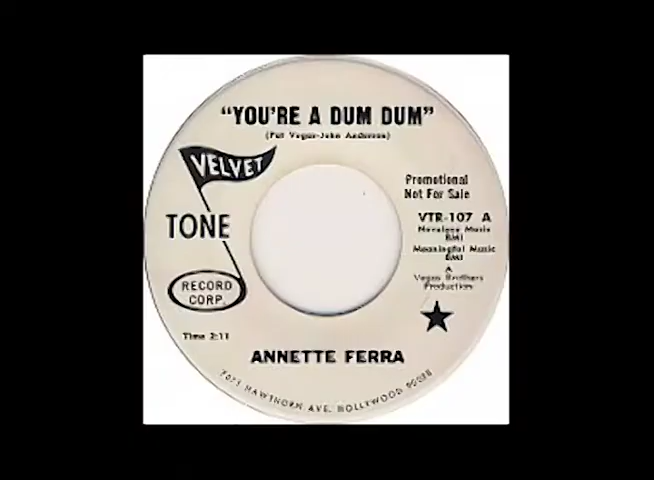 "YOU'RE A DUM DUM"
(Pat Vegas-John Anderson)
VELVET
TONE
RECORD
CORP.
Promotional
Not For Sale
VTR-107 A
Music
BMI
Meaningful Music
BMI
A
Vegas Brothers
Production
Time 2:11
ANNETTE FERRA
HAWTHORN AVE. HOLLYWOOD